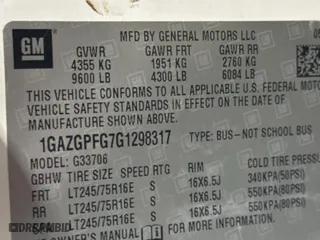 GM
MFD BY GENERAL MOTORS LLC
GVWR GAWR FRT GAWR RR
4355 KG 1951 KG 2760 KG
9600 LB 4300 LB 6084 LB
THIS VEHICLE CONFORMS TO ALL APPLICABLE U.S. FEDERAL
VEHICLE SAFETY STANDARDS IN EFFECT ON THE DATE OF
MANUFACTURE SHOWN ABOVE.
1GAZGPFG7G1298317 TYPE: BUS–NOT SCHOOL BUS
MODEL: G33706
GBHW TIRE SIZE SPEED RTG RIM COLD TIRE
FRT LT245/75R16E S 16X6.5J 340KPA(50PSI)
RR LT245/75R16E S 16X6.5J 550KPA(80PSI)
LT245/75R16E S 16X6.5J 550KPA(80PSI)
OWNER'S MANUAL